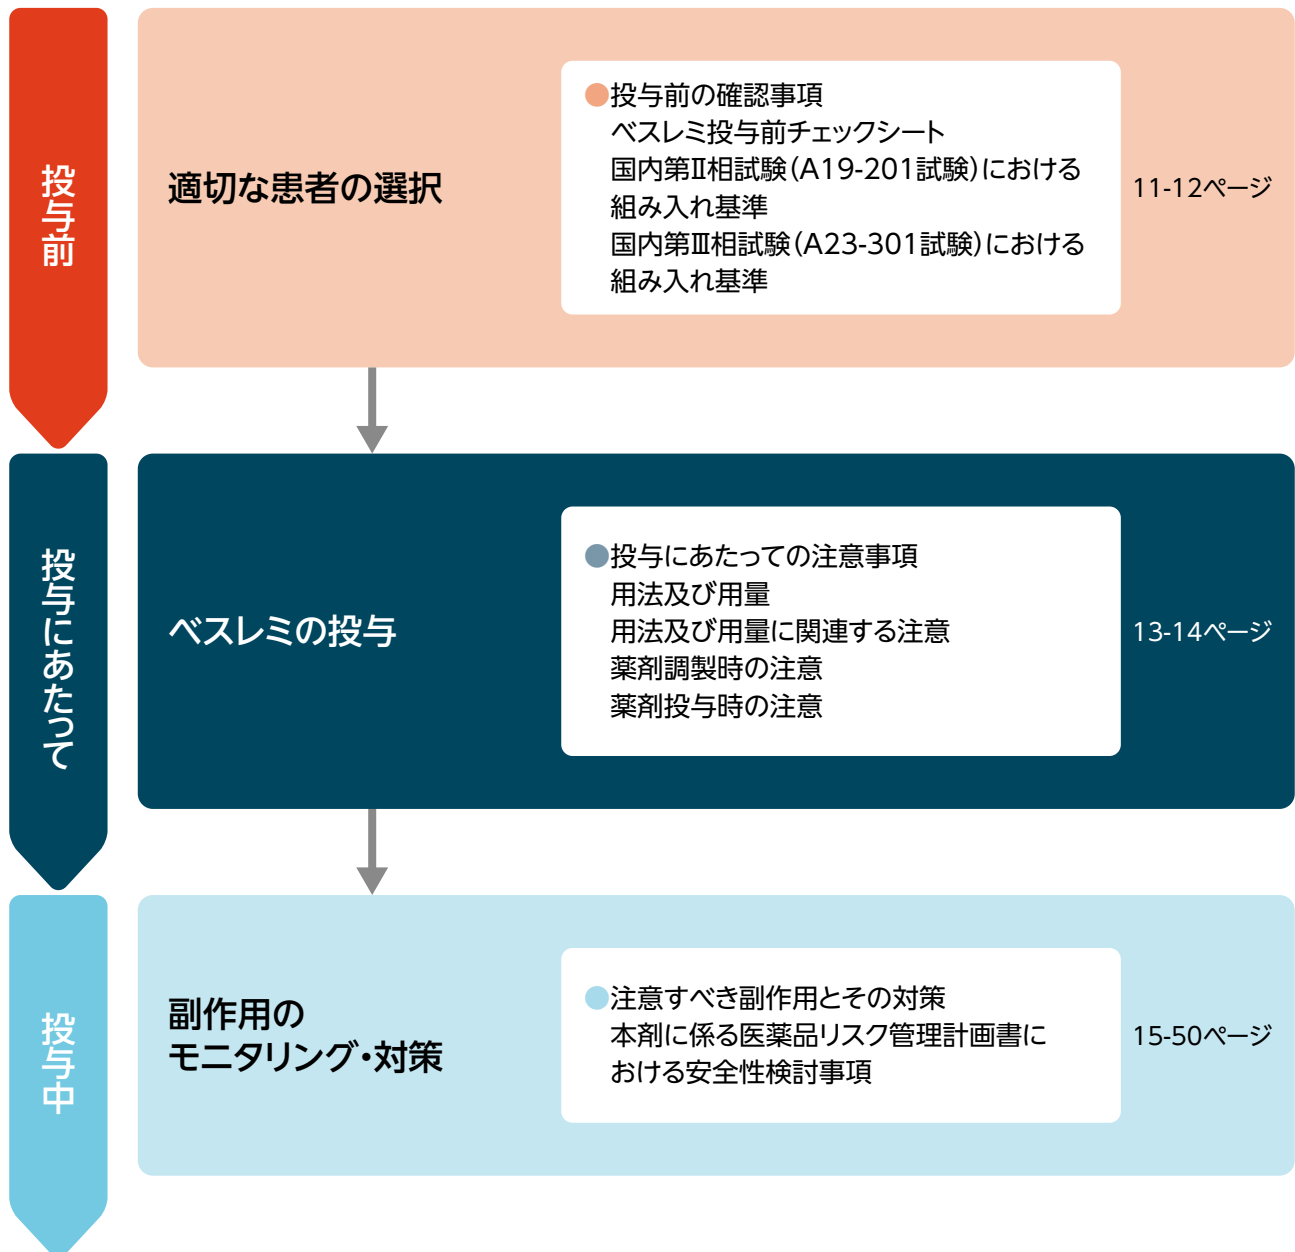 投与前
適切な患者の選択
●投与前の確認事項
ベスレミ投与前チェックシート
国内第Ⅱ相試験（A19-201試験）における
組み入れ基準
国内第Ⅲ相試験（A23-301試験）における
組み入れ基準
11-12ページ
投与にあたって
ベスレミの投与
●投与にあたっての注意事項
用法及び用量
用法及び用量に関連する注意
薬剤調製時の注意
薬剤投与時の注意
13-14ページ
投与中
副作用の
モニタリング・対策
●注意すべき副作用とその対策
本剤に係る医薬品リスク管理計画書に
おける安全性検討事項
15-50ページ